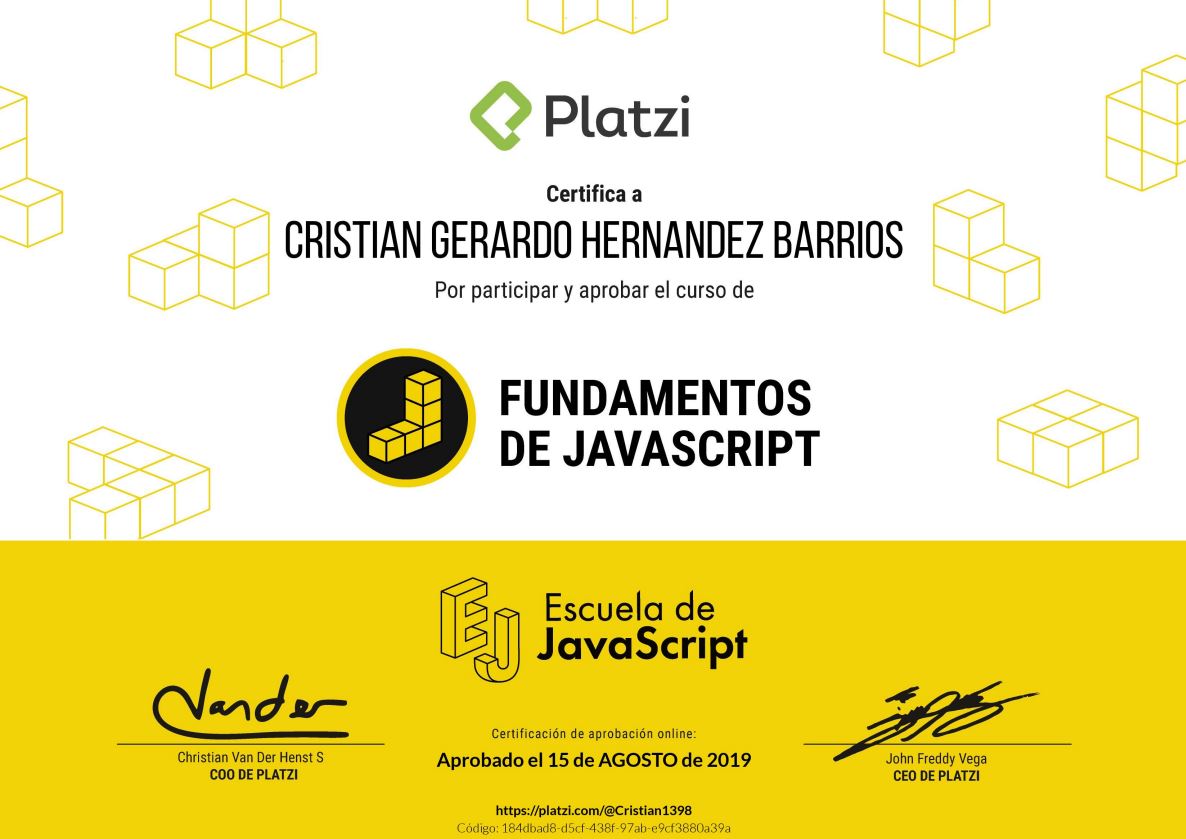 Platzi
Certifica a
CRISTIAN GERARDO HERNANDEZ BARRIOS
Por participar y aprobar el curso de
FUNDAMENTOS
DE JAVASCRIPT
EJ
Escuela de
JavaScript
Vander
Christian Van Der Henst S
COO DE PLATZI
Certificación de aprobación online:
Aprobado el 15 de AGOSTO de 2019
John Freddy Vega
CEO DE PLATZI
https://platzi.com/@Cristian1398
Código: 184dbad8-d5cf-438f-97ab-e9cf3880a39a